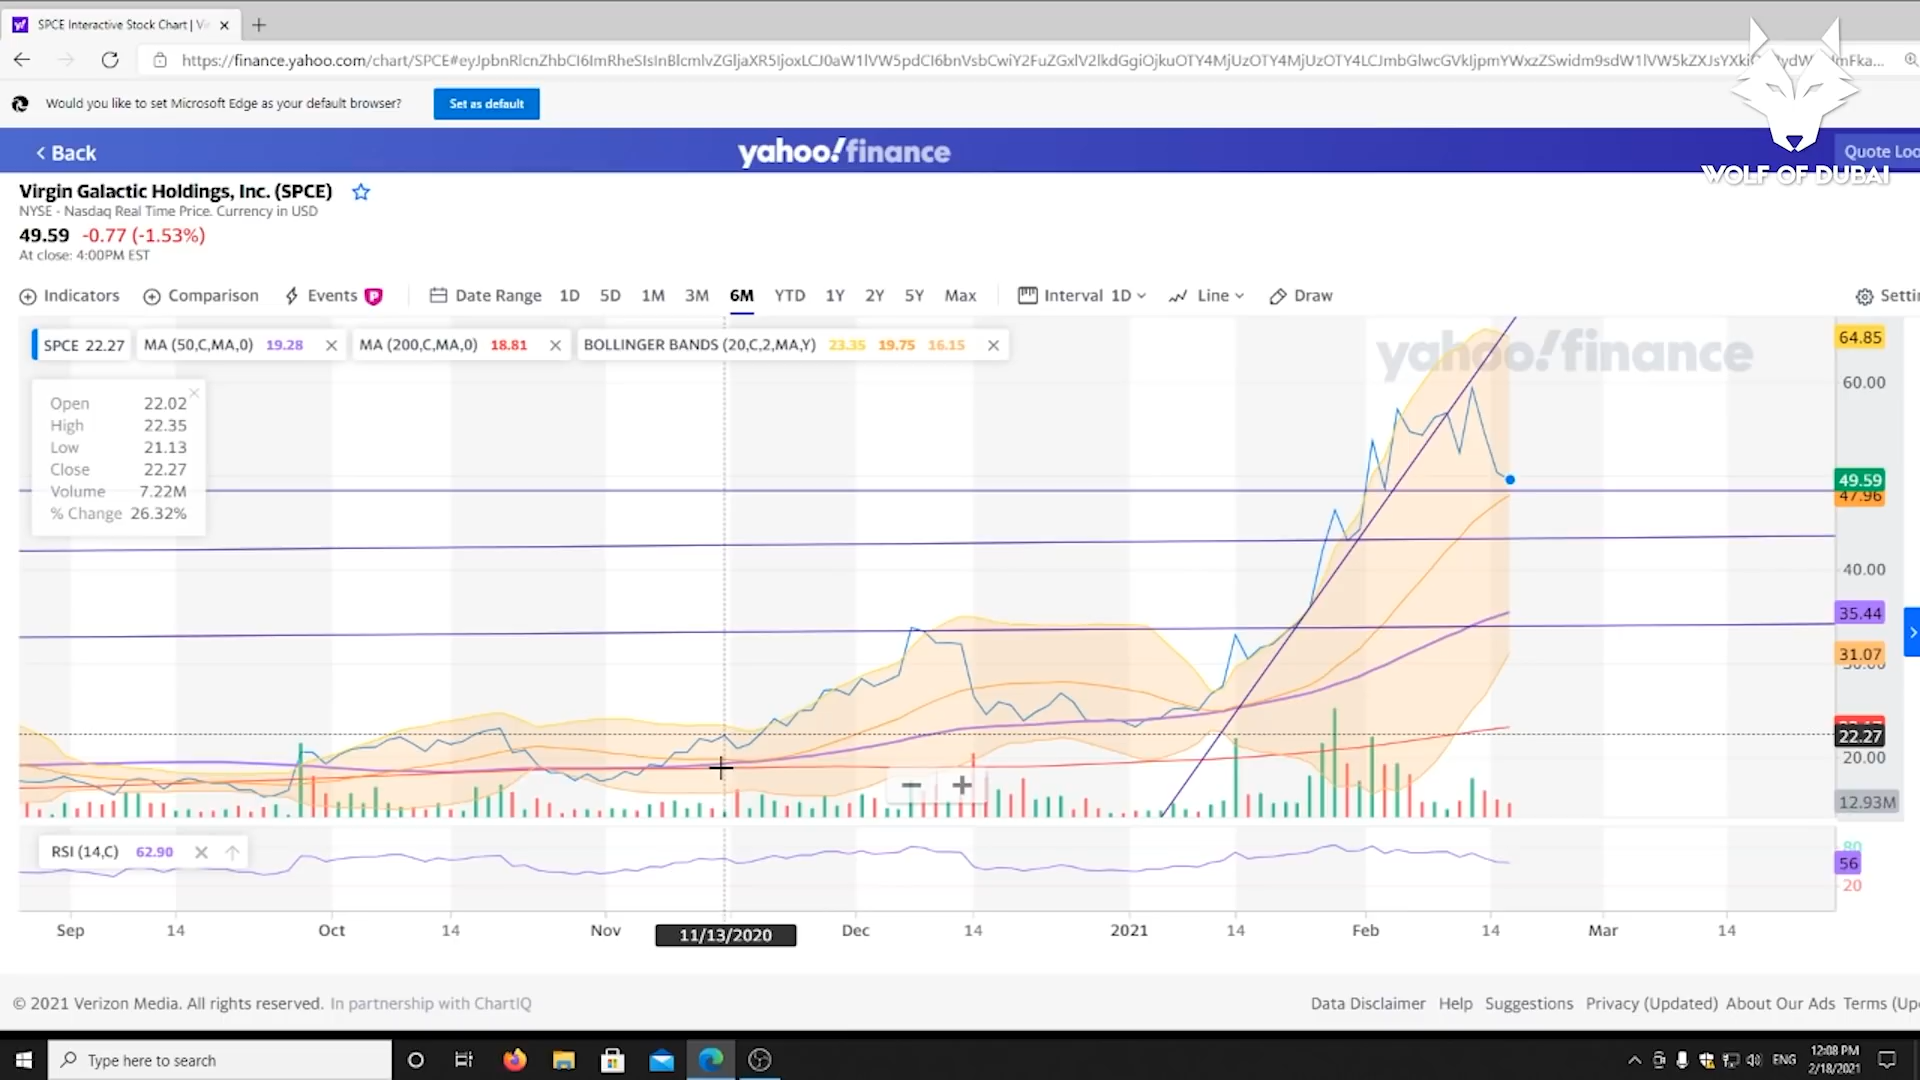 SPCE Interactive Stock Chart | Vi
Would you like to set Microsoft Edge as your default browser?
Set as default
WOLF OF DUBAI
Back
yahoo!finance
Quote Loo
Virgin Galactic Holdings, Inc. (SPCE)
NYSE - Nasdaq Real Time Price. Currency in USD
49.59 -0.77 (-1.53%)
At close: 4:00PM EST
Indicators Comparison Events P Date Range 1D 5D 1M 3M 6M YTD 1Y 2Y 5Y Max Interval 1D Line Draw Settin
SPCE 22.27 MA (50,C,MA,0) 19.28 MA (200,C,MA,0) 18.81 BOLLINGER BANDS (20,C,2,MA,Y) 23.35 19.75 16.15
yahoo!finance
Open 22.02
High 22.35
Low 21.13
Close 22.27
Volume 7.22M
% Change 26.32%
64.85
60.00
49.59
47.96
40.00
35.44
31.07
22.27
20.00
12.93M
RSI (14,C) 62.90
80
56
20
Sep 14 Oct 14 Nov 11/13/2020 Dec 14 2021 14 Feb 14 Mar 14
© 2021 Verizon Media. All rights reserved. In partnership with ChartIQ
Data Disclaimer Help Suggestions Privacy (Updated) About Our Ads Terms (Up
Type here to search
ENG
12:08 PM
2/18/2021